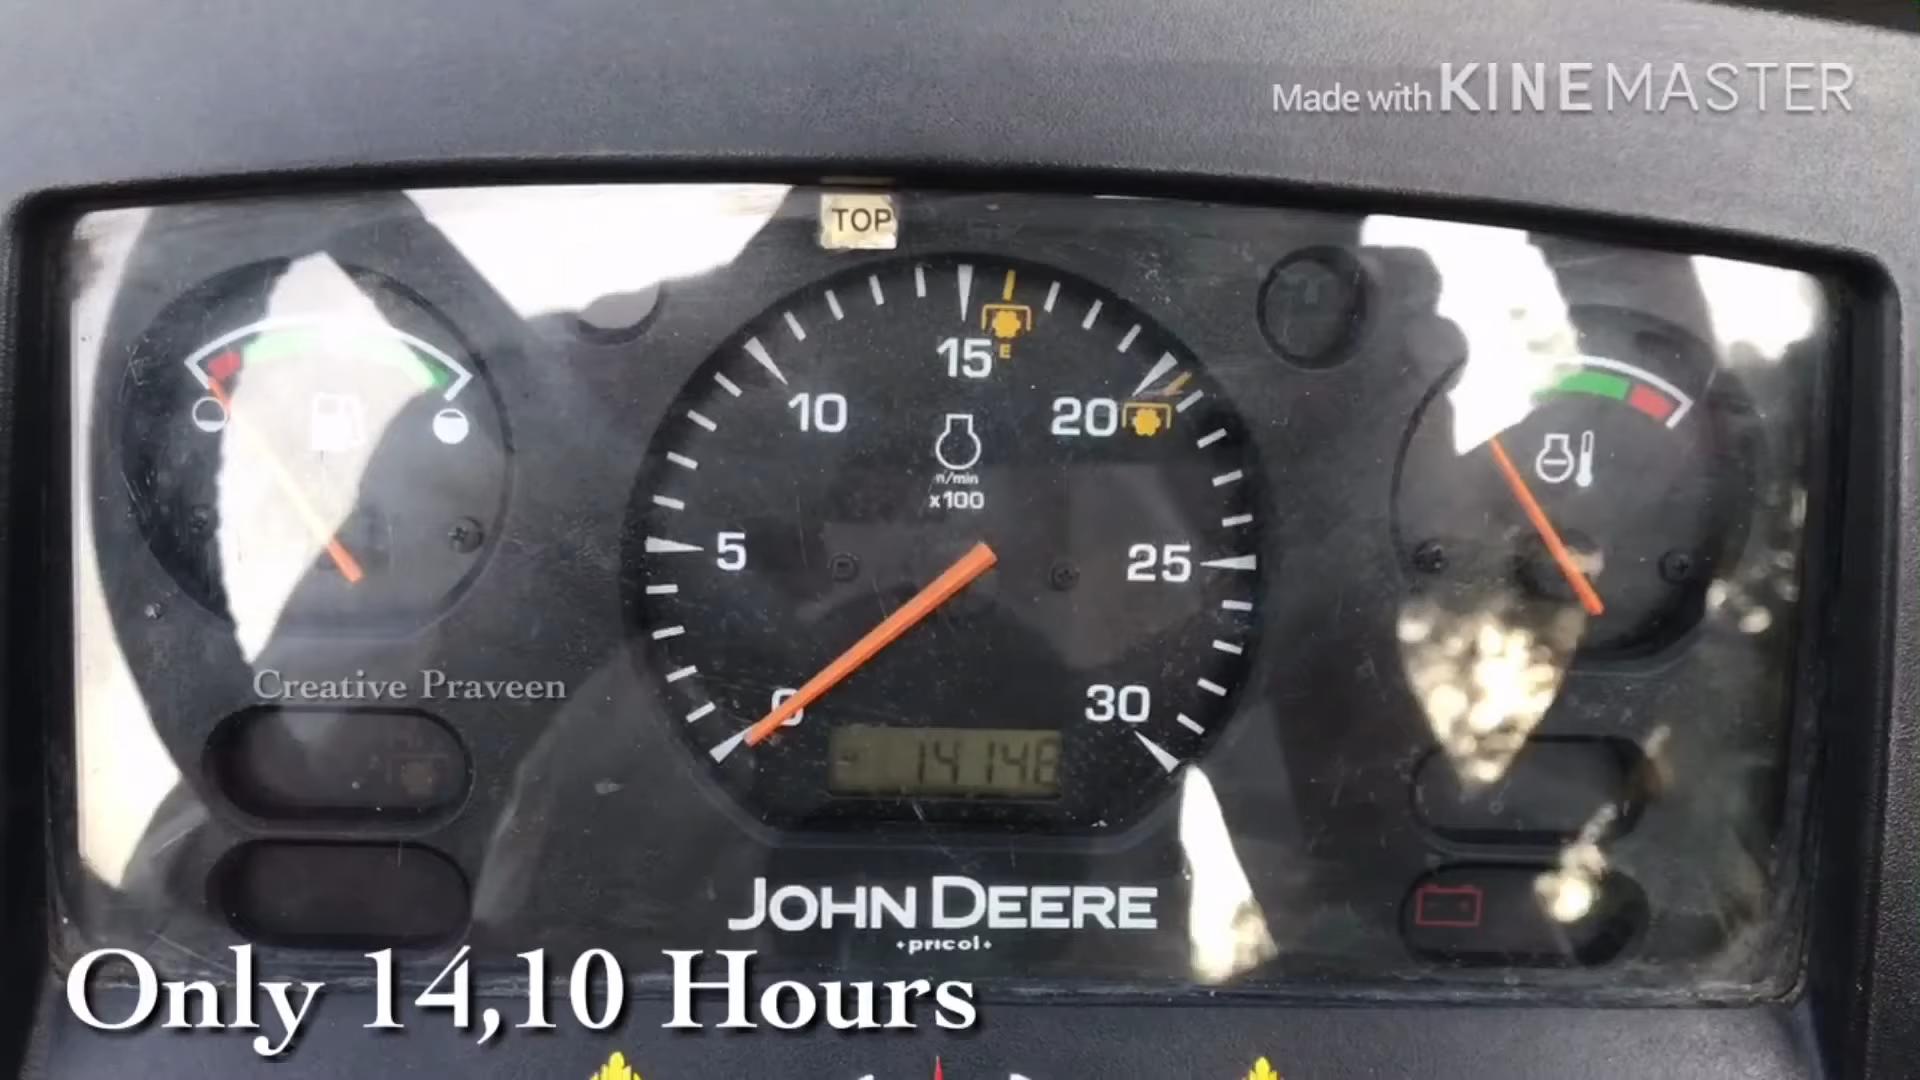 Made with KINEMASTER
TOP
15
E
10
20
n/min
x100
5
25
0
30
Creative Praveen
JOHN DEERE
•pricol•
Only 14,10 Hours